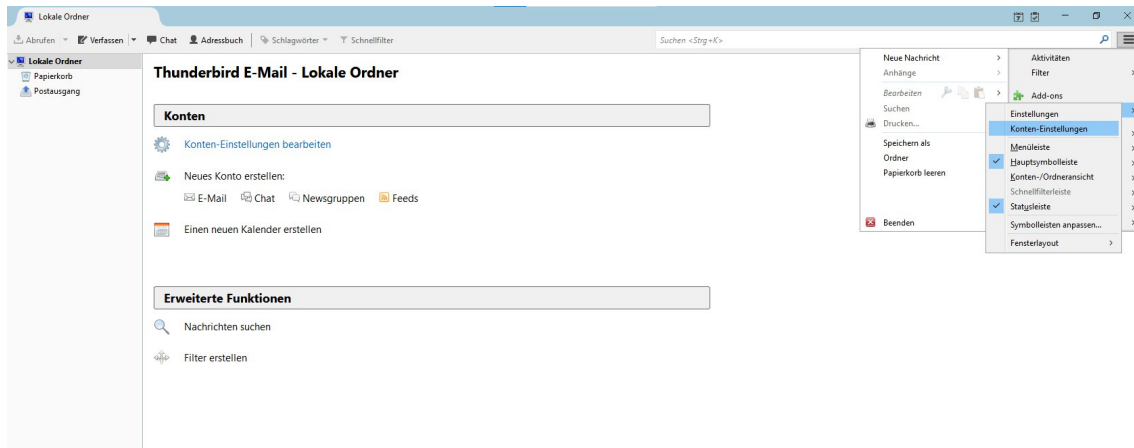 Lokale Ordner
Abrufen Verfassen Chat Adressbuch Schlagwörter Schnellfilter Suchen <Strg+K>
Lokale Ordner
Papierkorb
Postausgang
Thunderbird E-Mail - Lokale Ordner
Konten
Konten-Einstellungen bearbeiten
Neues Konto erstellen:
E-Mail Chat Newsgruppen Feeds
Einen neuen Kalender erstellen
Erweiterte Funktionen
Nachrichten suchen
Filter erstellen
Neue Nachricht
Anhänge
Bearbeiten
Suchen
Drucken...
Speichern als
Ordner
Papierkorb leeren
Beenden
Aktivitäten
Filter
Add-ons
Einstellungen
Konten-Einstellungen
Menüleiste
Hauptsymbolleiste
Konten-/Ordneransicht
Schnellfilterleiste
Statusleiste
Symbolleisten anpassen...
Fensterlayout